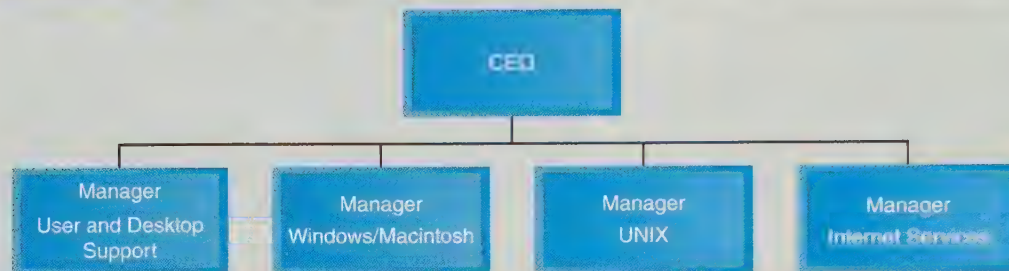 CEO
Manager
User and Desktop
Support
Manager
Windows/Macintosh
Manager
UNIX
Manager
Internet Services